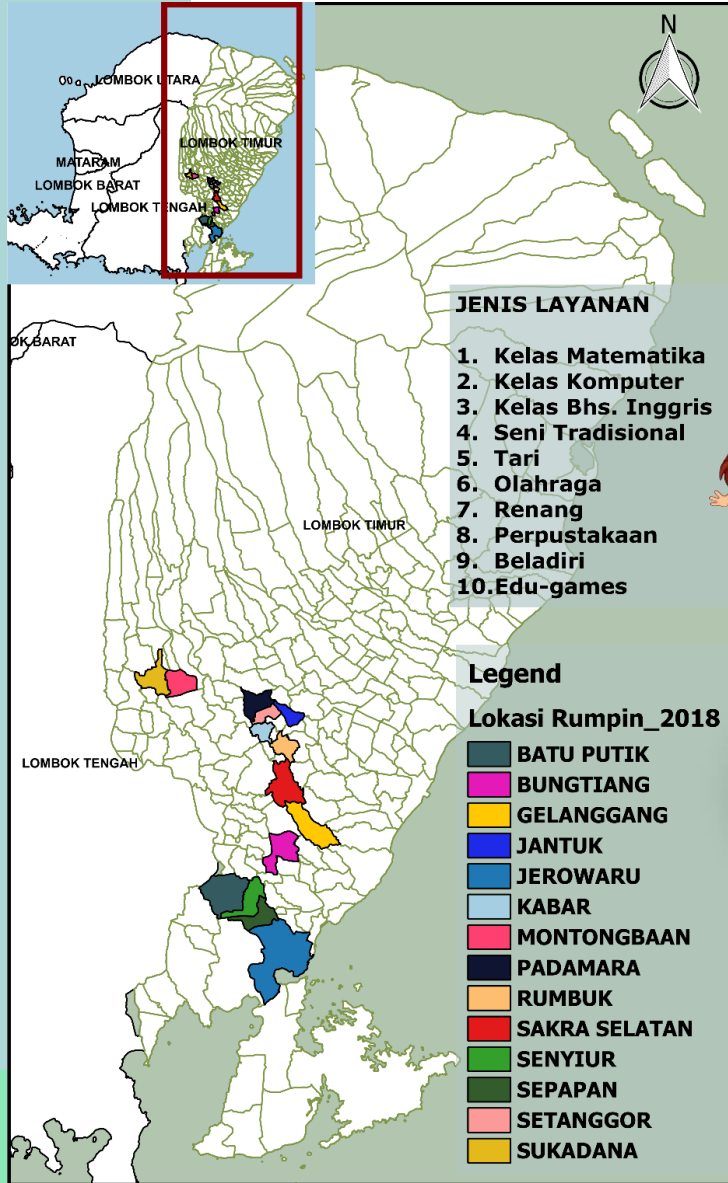 LOMBOK UTARA
LOMBOK TIMUR
MATARAM
LOMBOK BARAT
LOMBOK TENGAH
N
OK BARAT
LOMBOK TIMUR
LOMBOK TENGAH
JENIS LAYANAN
1. Kelas Matematika
2. Kelas Komputer
3. Kelas Bhs. Inggris
4. Seni Tradisional
5. Tari
6. Olahraga
7. Renang
8. Perpustakaan
9. Beladiri
10.Edu-games
Legend
Lokasi Rumpin_2018
BATU PUTIK
BUNGTIANG
GELANGGANG
JANTUK
JEROWARU
KABAR
MONTONGBAAN
PADAMARA
RUMBUK
SAKRA SELATAN
SENYIUR
SEPAPAN
SETANGGOR
SUKADANA